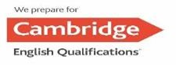 We prepare for
Cambridge
English Qualifications